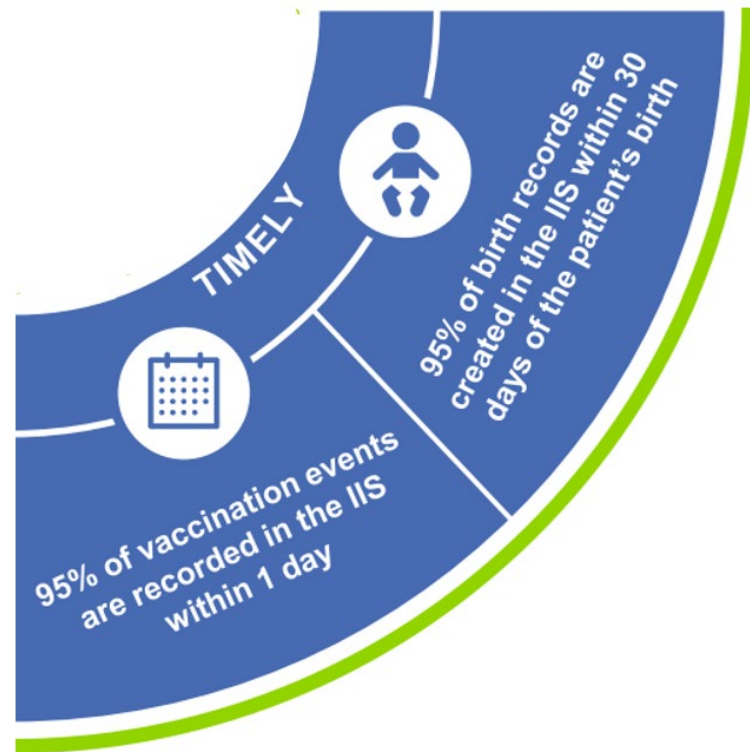 TIMELY
95% of birth records are
created in the IIS within 30
days of the patient's birth
95% of vaccination events
are recorded in the IIS
within 1 day